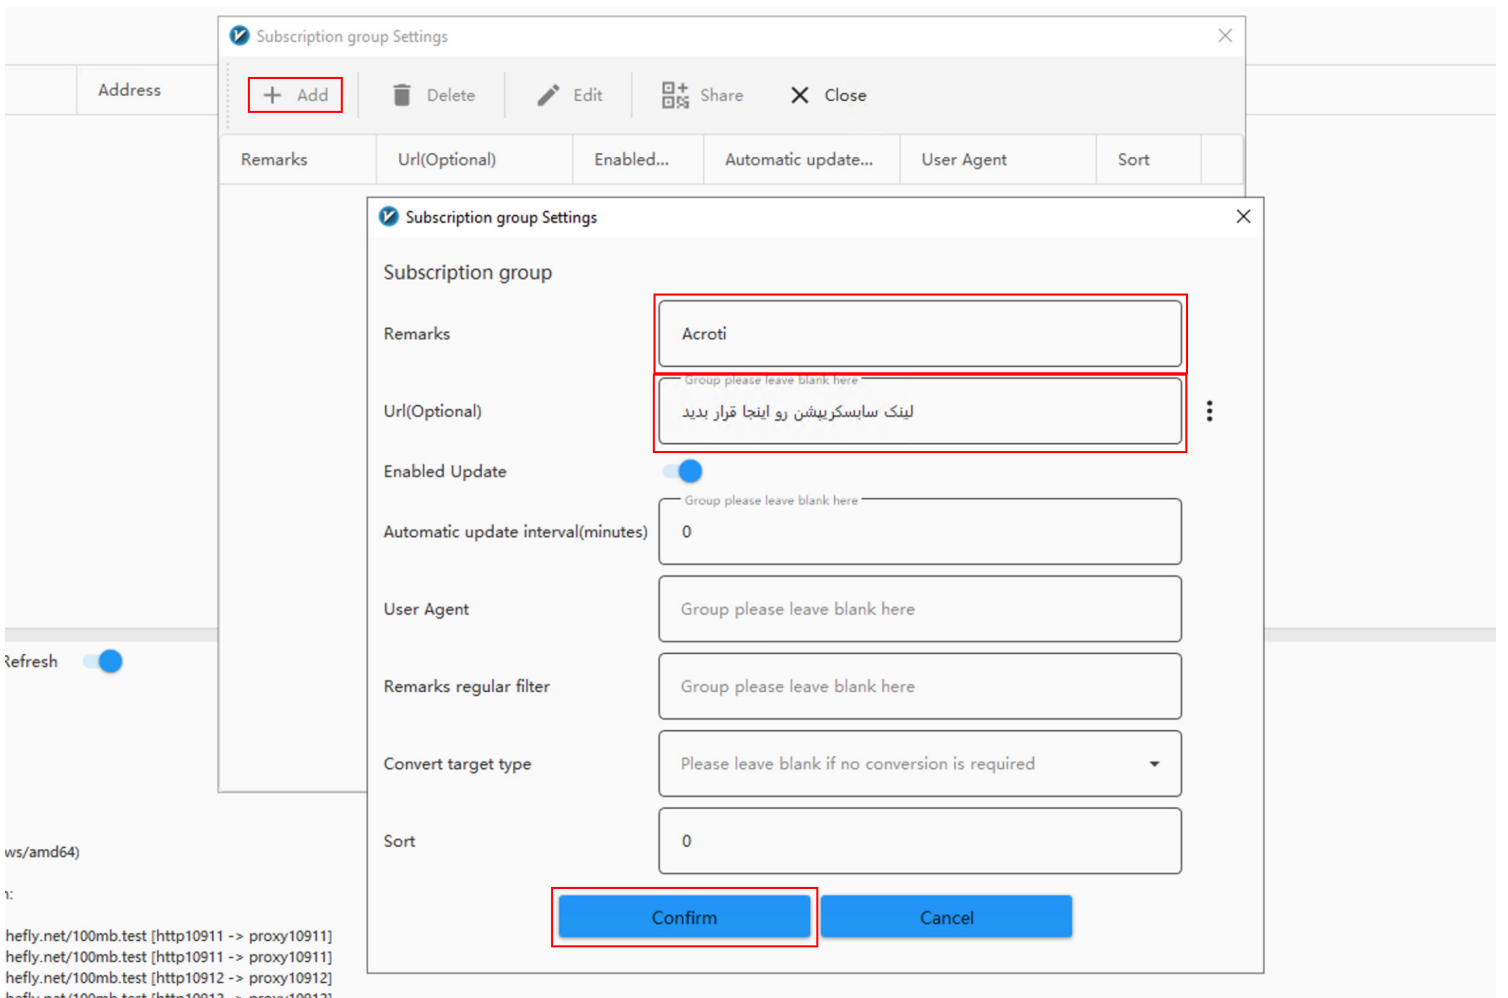 Subscription group Settings
Address
Add
Delete
Edit
Share
Close
Remarks
Url(Optional)
Enabled...
Automatic update...
User Agent
Sort
Subscription group Settings
Subscription group
Remarks
Acroti
Group please leave blank here
Url(Optional)
لینک سابسکریپشن رو اینجا قرار بدید
Enabled Update
Group please leave blank here
Automatic update interval(minutes)
0
User Agent
Group please leave blank here
Refresh
Remarks regular filter
Group please leave blank here
Convert target type
Please leave blank if no conversion is required
Sort
0
ws/amd64)
Confirm
Cancel
hefly.net/100mb.test [http10911 -> proxy10911]
hefly.net/100mb.test [http10911 -> proxy10911]
hefly.net/100mb.test [http10912 -> proxy10912]